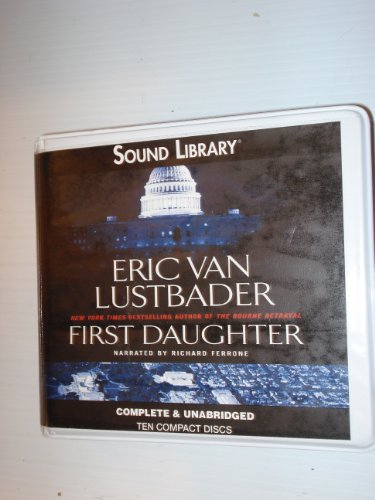 SOUND LIBRARY®
ERIC VAN
LUSTBADER
NEW YORK TIMES BESTSELLING AUTHOR OF THE BOURNE BETRAYAL
FIRST DAUGHTER
NARRATED BY RICHARD FERRONE
COMPLETE & UNABRIDGED
TEN COMPACT DISCS